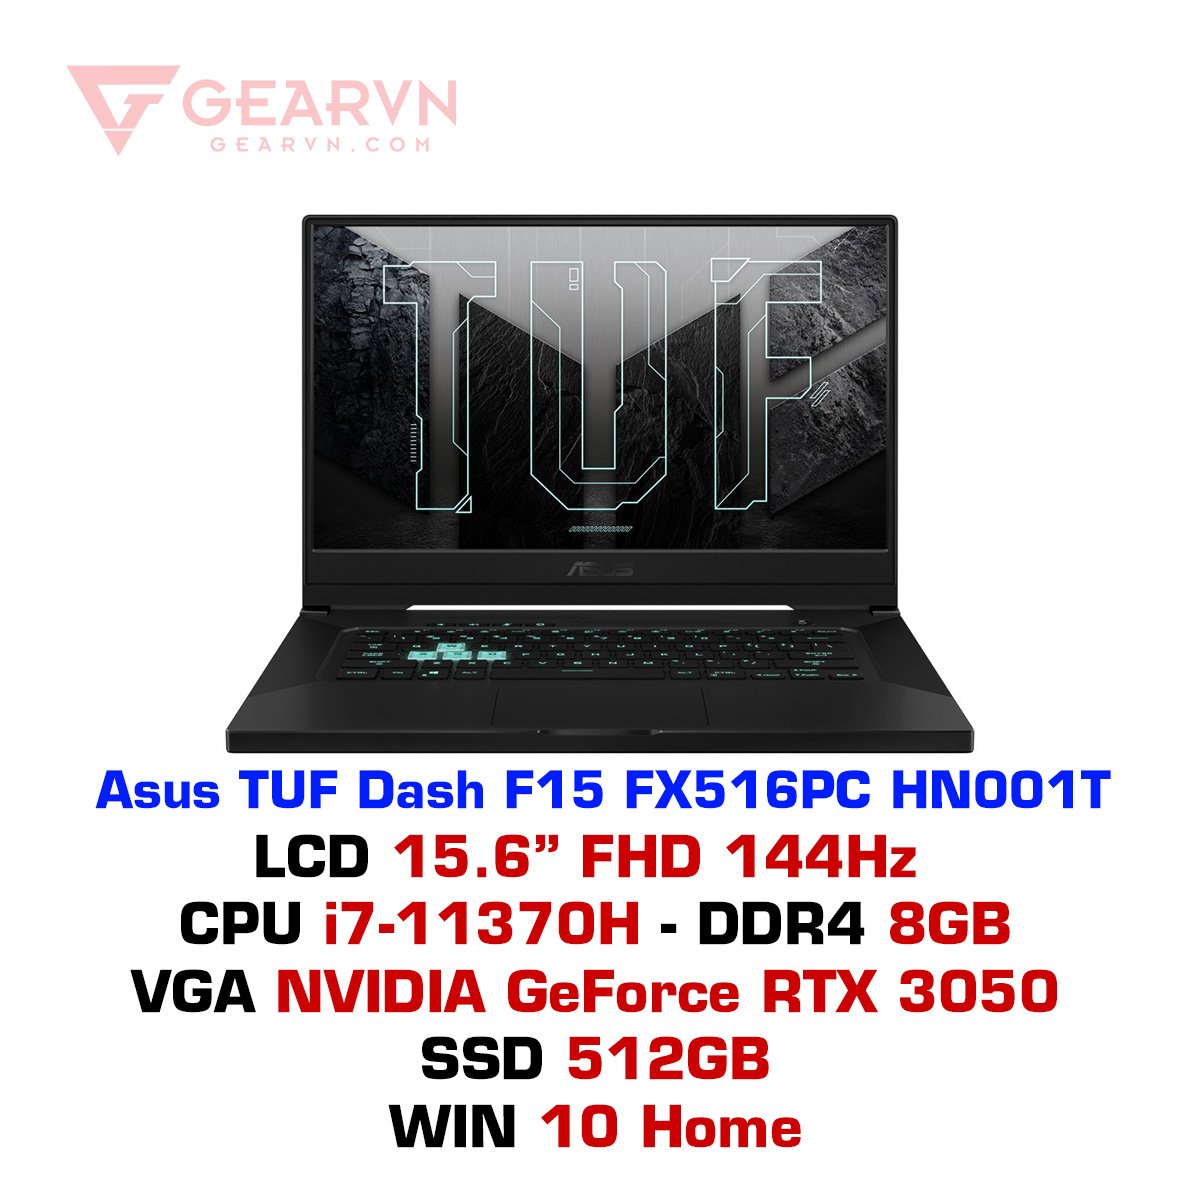 GEARVN
GEARVN.COM
TUF
ASUS
Asus TUF Dash F15 FX516PC HN001T
LCD 15.6” FHD 144Hz
CPU i7-11370H - DDR4 8GB
VGA NVIDIA GeForce RTX 3050
SSD 512GB
WIN 10 Home